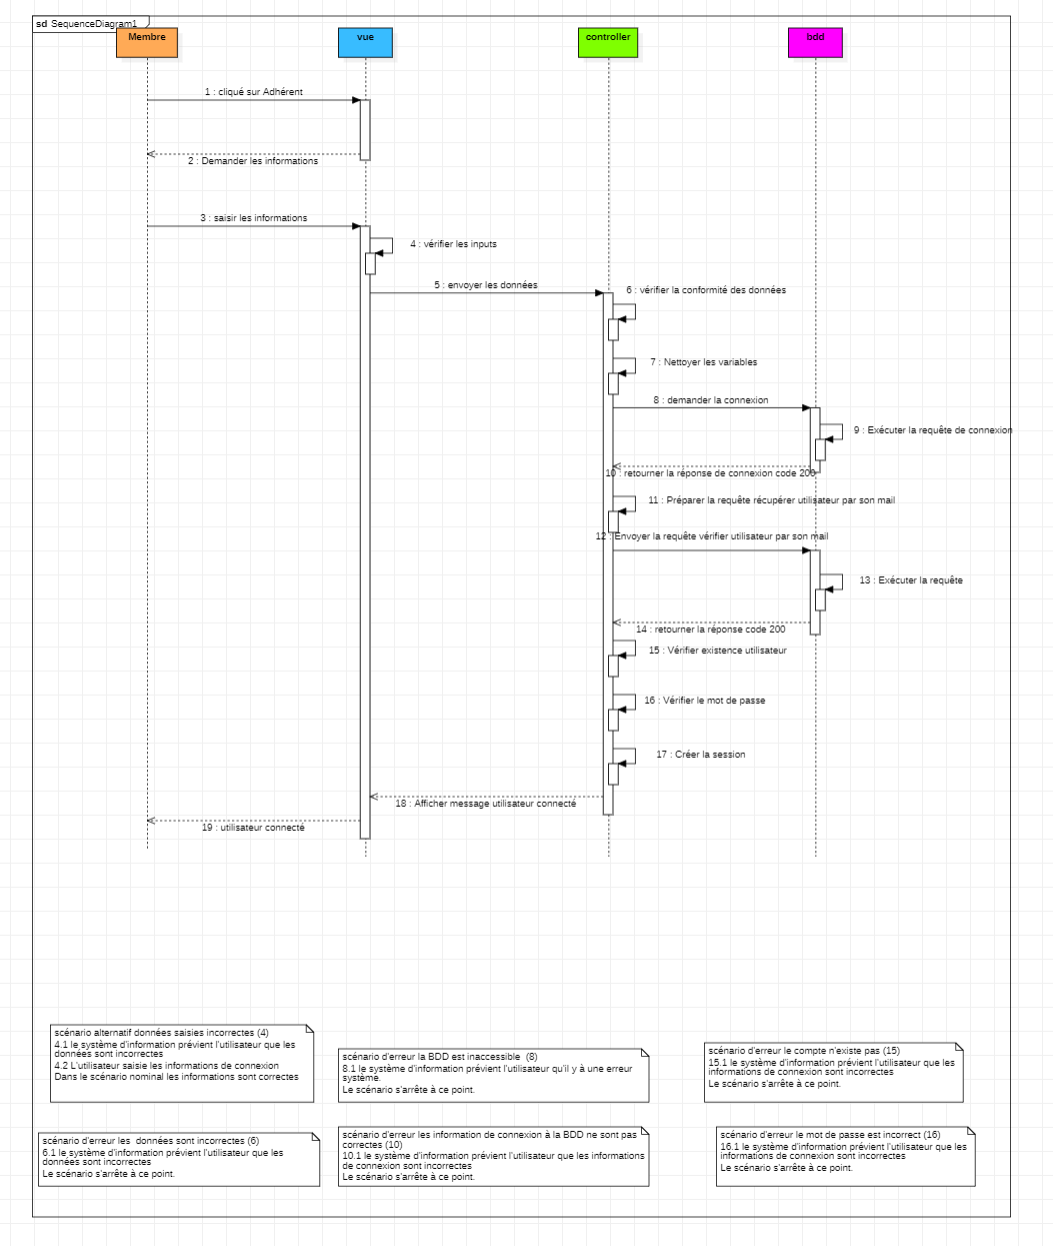 sd SequenceDiagram1
Membre
vue
controller
bdd
1 : cliqué sur Adhérent
2 : Demander les informations
3 : saisir les informations
4 : vérifier les inputs
5 : envoyer les données
6 : vérifier la conformité des données
7 : Nettoyer les variables
8 : demander la connexion
9 : Exécuter la requête de connexion
10 : retourner la réponse de connexion code 200
11 : Préparer la requête récupérer utilisateur par son mail
12 : Envoyer la requête vérifier utilisateur par son mail
13 : Exécuter la requête
14 : retourner la réponse code 200
15 : Vérifier existence utilisateur
16 : Vérifier le mot de passe
17 : Créer la session
18 : Afficher message utilisateur connecté
19 : utilisateur connecté
scénario alternatif données saisies incorrectes (4)
4.1 le système d'information prévient l'utilisateur que les
données sont incorrectes
4.2 L'utilisateur saisie les informations de connexion
Dans le scénario nominal les informations sont correctes
scénario d'erreur la BDD est inaccessible (8)
8.1 le système d'information prévient l'utilisateur qu'il y à une erreur
système.
Le scénario s'arrête à ce point.
scénario d'erreur le compte n'existe pas (15)
15.1 le système d'information prévient l'utilisateur que les
informations de connexion sont incorrectes
Le scénario s'arrête à ce point.
scénario d'erreur les données sont incorrectes (6)
6.1 le système d'information prévient l'utilisateur que les
données sont incorrectes
Le scénario s'arrête à ce point.
scénario d'erreur les information de connexion à la BDD ne sont pas
correctes (10)
10.1 le système d'information prévient l'utilisateur que les informations
de connexion sont incorrectes
Le scénario s'arrête à ce point.
scénario d'erreur le mot de passe est incorrect (16)
16.1 le système d'information prévient l'utilisateur que les
informations de connexion sont incorrectes
Le scénario s'arrête à ce point.